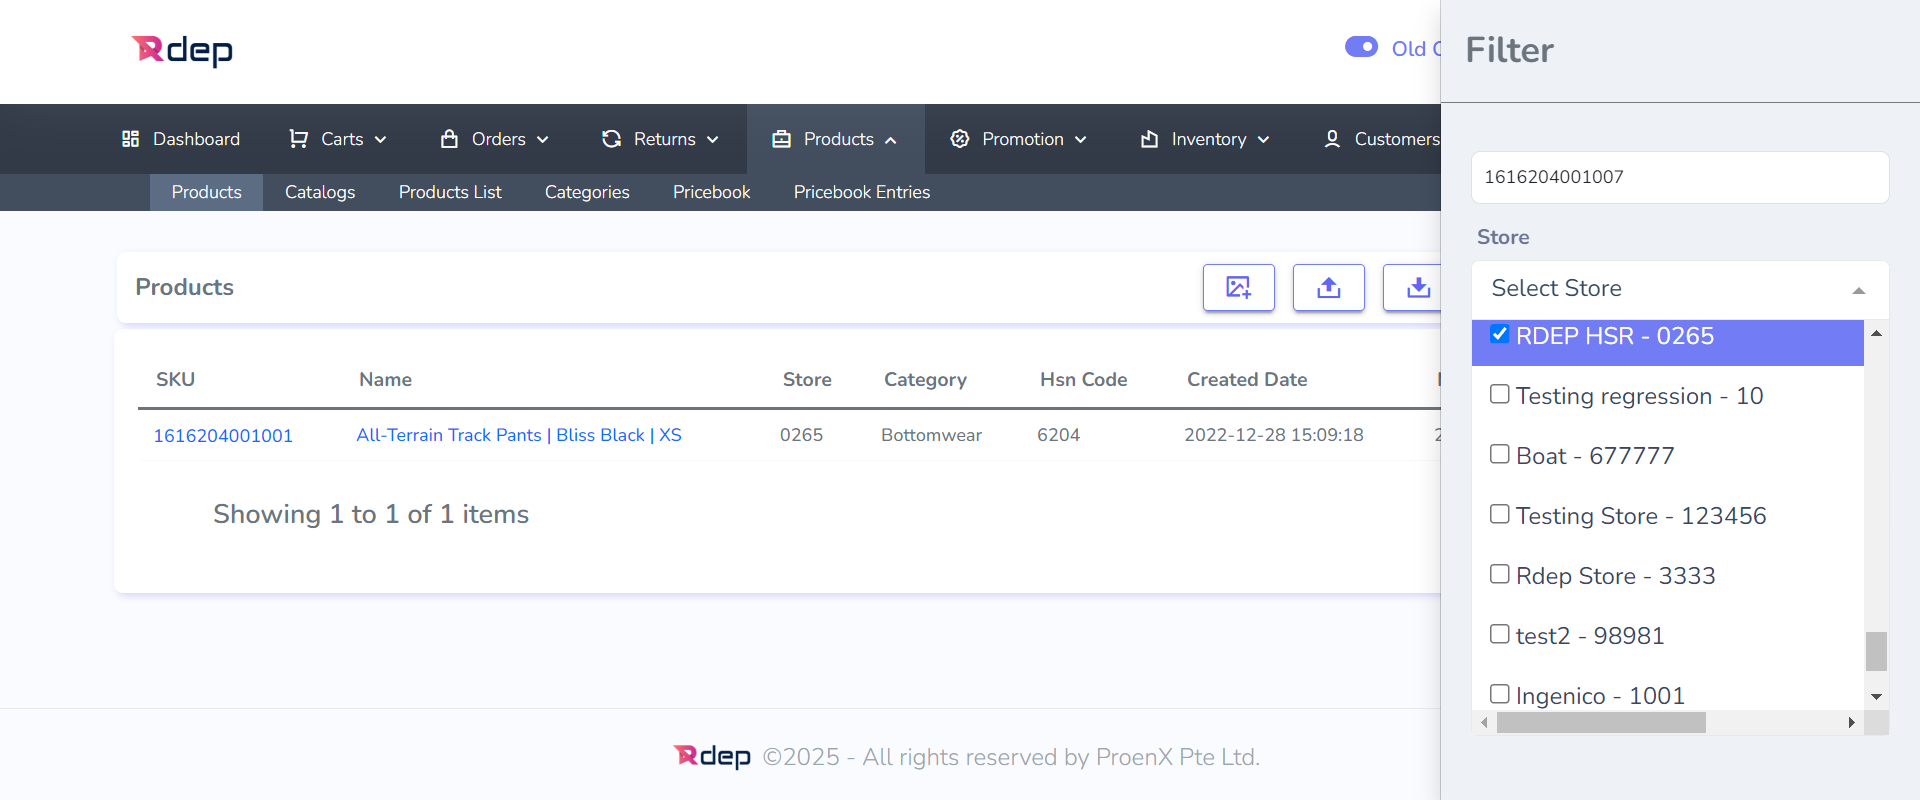 Rdep
Old
Filter
Dashboard Carts Orders Returns Products Promotion Inventory Customers
Products Catalogs Products List Categories Pricebook Pricebook Entries
1616204001007
Store
Select Store
Products
RDEP HSR - 0265
Testing regression - 10
Boat - 677777
Testing Store - 123456
Rdep Store - 3333
test2 - 98981
Ingenico - 1001
SKU Name Store Category Hsn Code Created Date
1616204001001 All-Terrain Track Pants | Bliss Black | XS 0265 Bottomwear 6204 2022-12-28 15:09:18
Showing 1 to 1 of 1 items
Rdep ©2025 - All rights reserved by ProenX Pte Ltd.